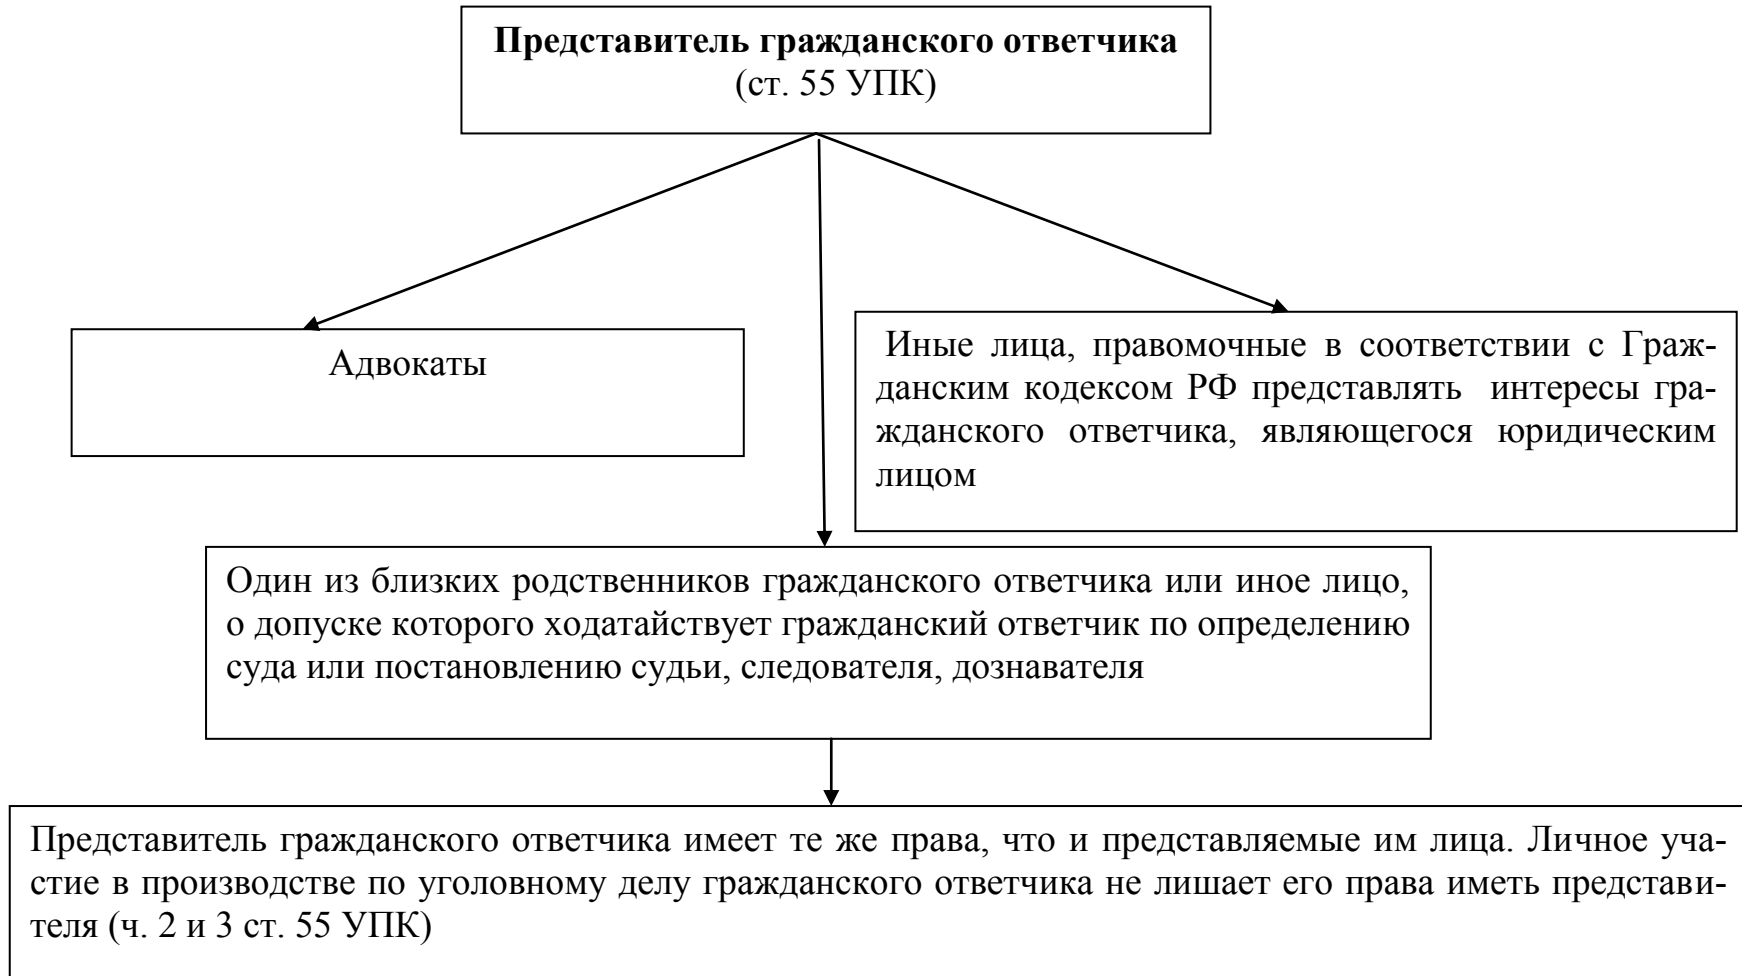 Представитель гражданского ответчика
(ст. 55 УПК)
Адвокаты
Иные лица, правомочные в соответствии с Граж-
данским кодексом РФ представлять интересы гра-
жданского ответчика, являющегося юридическим
лицом
Один из близких родственников гражданского ответчика или иное лицо,
о допуске которого ходатайствует гражданский ответчик по определению
суда или постановлению судьи, следователя, дознавателя
Представитель гражданского ответчика имеет те же права, что и представляемые им лица. Личное уча-
стие в производстве по уголовному делу гражданского ответчика не лишает его права иметь представи-
теля (ч. 2 и 3 ст. 55 УПК)